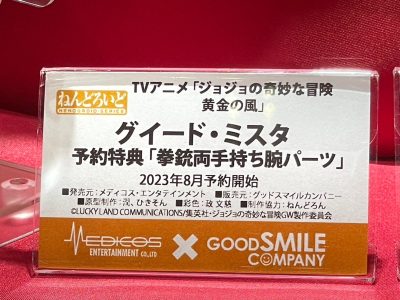 ねんどろいど
NENDOROID・SERIES
TVアニメ「ジョジョの奇妙な冒険
黄金の風」
グイード・ミスタ
予約特典「拳銃両手持ち腕パーツ」
2023年8月予約開始
■発売元：メディコス・エンタテインメント ■販売元：グッドスマイルカンパニー
■原型制作：潤、ひきそん ■彩色：政 文慈 ■制作協力：ねんどろん
©LUCKY LAND COMMUNICATIONS/集英社・ジョジョの奇妙な冒険GW製作委員会
MEDICOS
ENTERTAINMENT CO.,LTD
×
GOOD SMILE
COMPANY